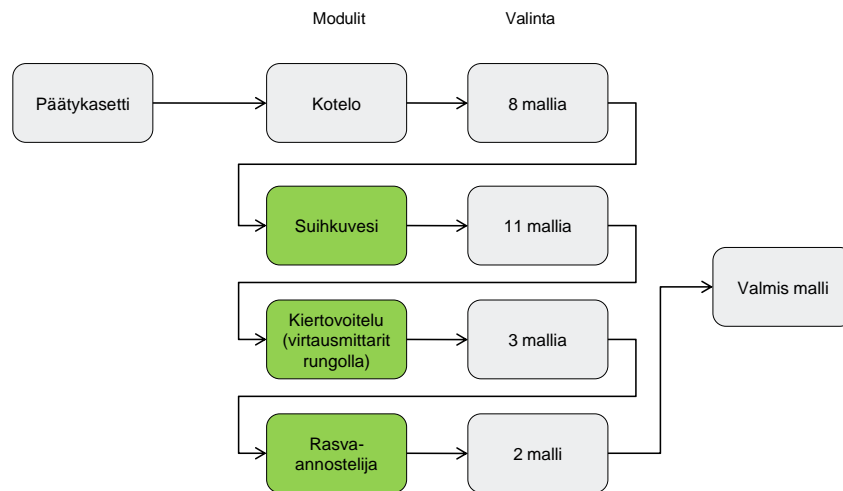 Modulit
Valinta
Päätykasetti
Kotelo
8 mallia
Suihkuvesi
11 mallia
Valmis malli
Kiertovoitelu
(virtausmittarit
rungolla)
3 mallia
Rasva-
annostelija
2 malli